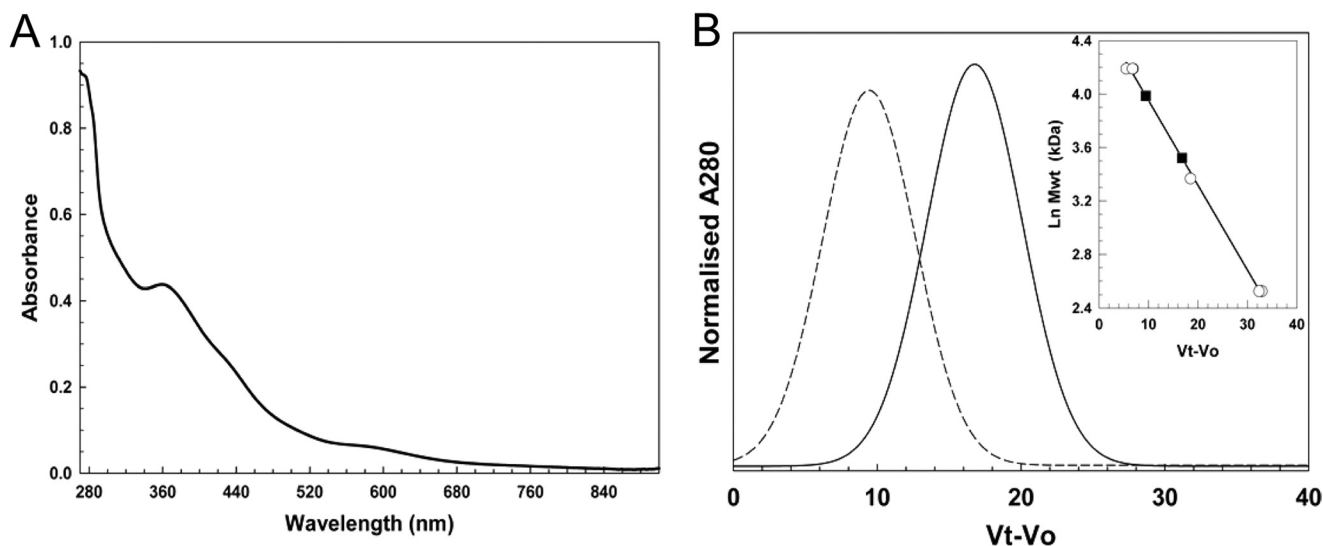 A
1.0
0.8
0.6
0.4
0.2
0.0
Absorbance
280 360 440 520 600 680 760 840
Wavelength (nm)
B
Normalised A280
0 10 20 30 40
Vt-Vo
4.4
4.0
3.6
3.2
2.8
2.4
Ln Mwt (kDa)
0 10 20 30 40
Vt-Vo